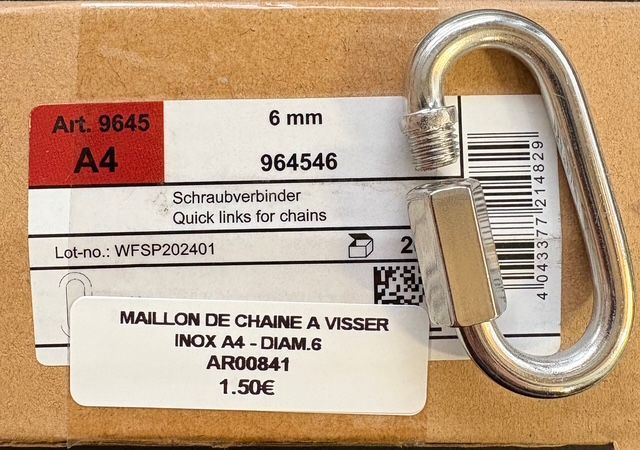 Art. 9645
A4
6 mm
964546
Schraubverbinder
Quick links for chains
Lot-no.: WFSP202401
2
4 043377 214829
MAILLON DE CHAINE A VISSER
INOX A4 - DIAM.6
AR00841
1.50€